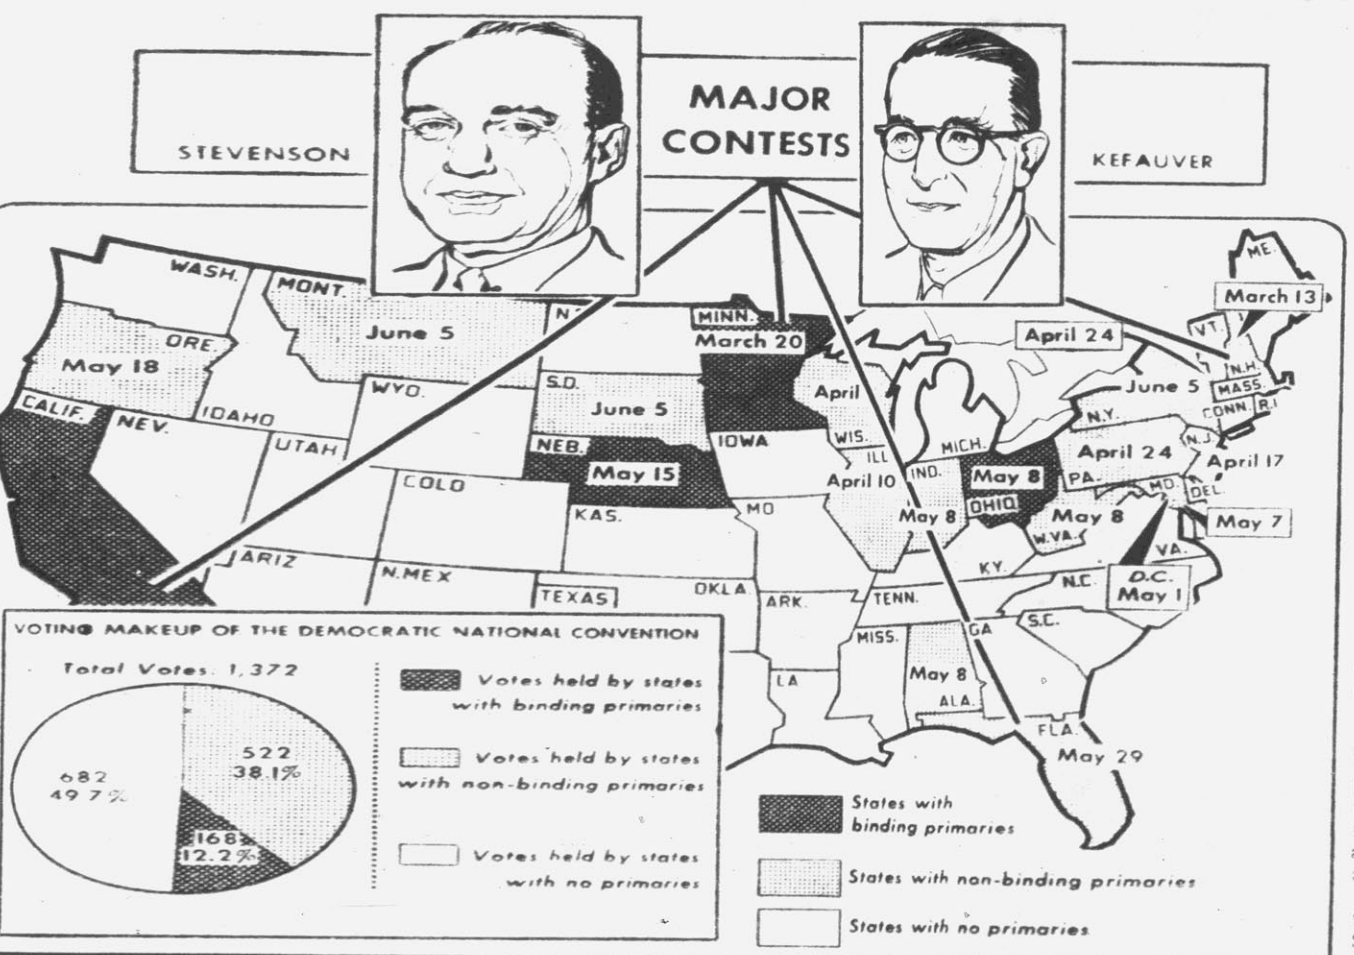 MAJOR
CONTESTS
STEVENSON
KEFAUVER
ME.
March 13
WASH.
MONT.
June 5
MINN.
March 20
April 24
VT.
N.H.
ORE.
May 18
WYO.
S.D.
June 5
April
WIS.
MICH.
N.Y.
June 5
MASS.
CONN.
R.I.
CALIF.
NEV.
IDAHO
UTAH
NEB.
May 15
IOWA
ILL
April 10
IND.
May 8
May 8
OHIO
PA.
April 24
N.J.
April 17
MD.
DEL.
COLO
KAS.
MO
May 8
W.VA.
May 7
ARIZ
N.MEX
TEXAS
OKLA.
ARK.
KY.
VA.
TENN.
N.C.
D.C.
May 1
MISS.
GA
S.C.
May 8
ALA.
LA
FLA.
May 29
VOTING MAKEUP OF THE DEMOCRATIC NATIONAL CONVENTION
Total Votes: 1,372
682
49.7%
522
38.1%
168
12.2%
Votes held by states
with binding primaries
Votes held by states
with non-binding primaries
Votes held by states
with no primaries
States with
binding primaries
States with non-binding primaries
States with no primaries